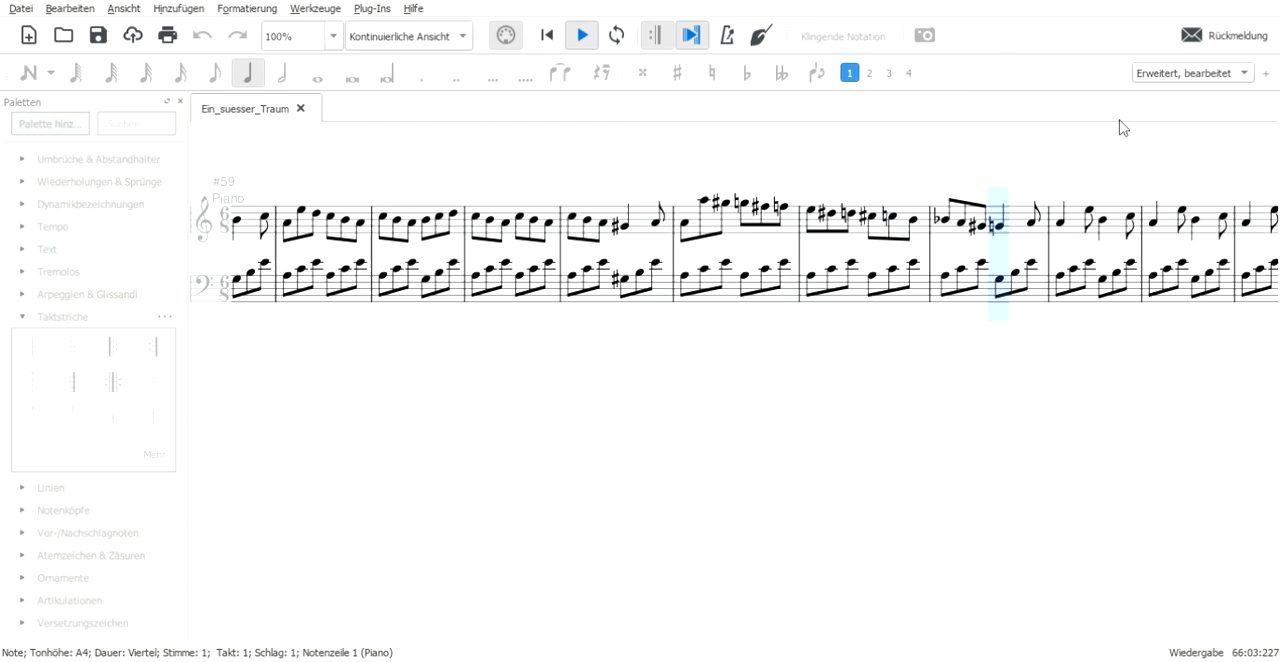 Datei Bearbeiten Ansicht Hinzufügen Formatierung Werkzeuge Plug-Ins Hilfe
100% Kontinuierliche Ansicht Klingende Notation Rückmeldung
1 2 3 4 Erweitert, bearbeitet +
Paletten
Ein_suesser_Traum
Palette hinz... Suchen
Umbrüche & Abstandhalter
Wiederholungen & Sprünge
#59
Piano
Dynamikbezeichnungen
Tempo
Text
Tremolos
Arpeggien & Glissandi
Taktstriche
Mehr
Linien
Notenköpfe
Vor-/Nachschlagnoten
Atemzeichen & Zäsuren
Ornamente
Artikulationen
Versetzungszeichen
Note; Tonhöhe: A4; Dauer: Viertel; Stimme: 1; Takt: 1; Schlag: 1; Notenzeile 1 (Piano) Wiedergabe 66:03:227